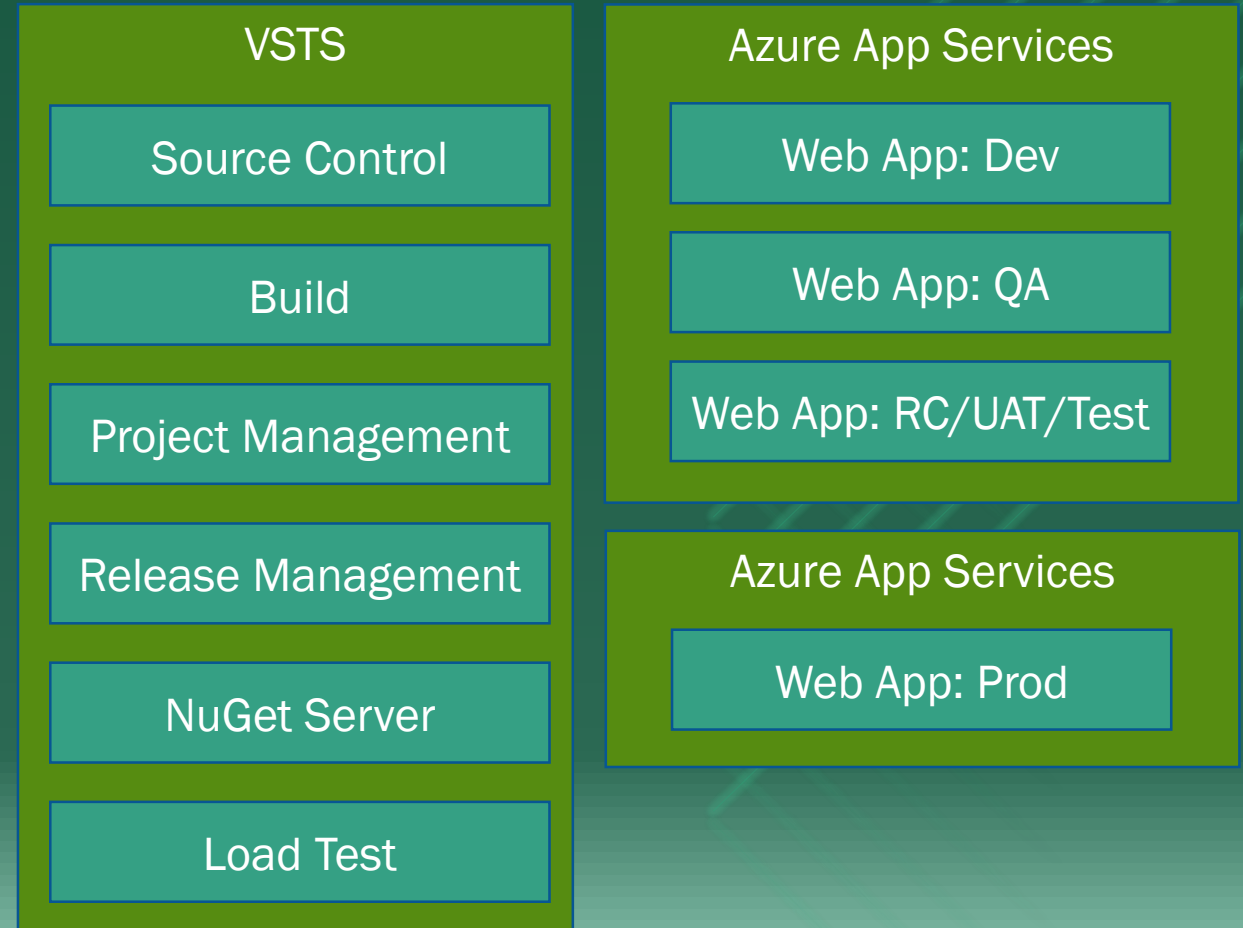 VSTS
Source Control
Build
Project Management
Release Management
NuGet Server
Load Test
Azure App Services
Web App: Dev
Web App: QA
Web App: RC/UAT/Test
Azure App Services
Web App: Prod